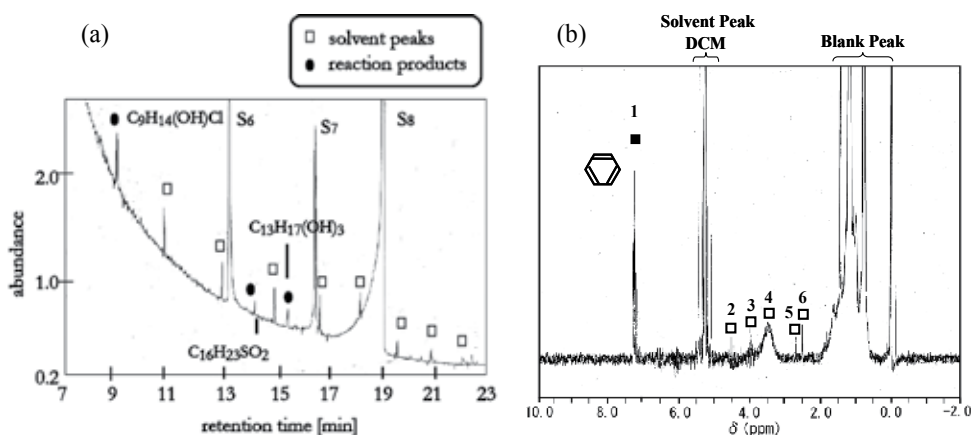 (a)
□ solvent peaks
● reaction products
C₉H₁₄(OH)Cl
S₆
S₇
S₈
C₁₃H₁₇(OH)₃
C₁₆H₂₃SO₂
abundance
2.0
1.0
0.2
7 9 11 13 15 17 19 21 23
retention time [min]
(b)
Solvent Peak
DCM
Blank Peak
1
2 3 4 5 6
10.0 8.0 6.0 4.0 2.0 0.0 -2.0
δ (ppm)